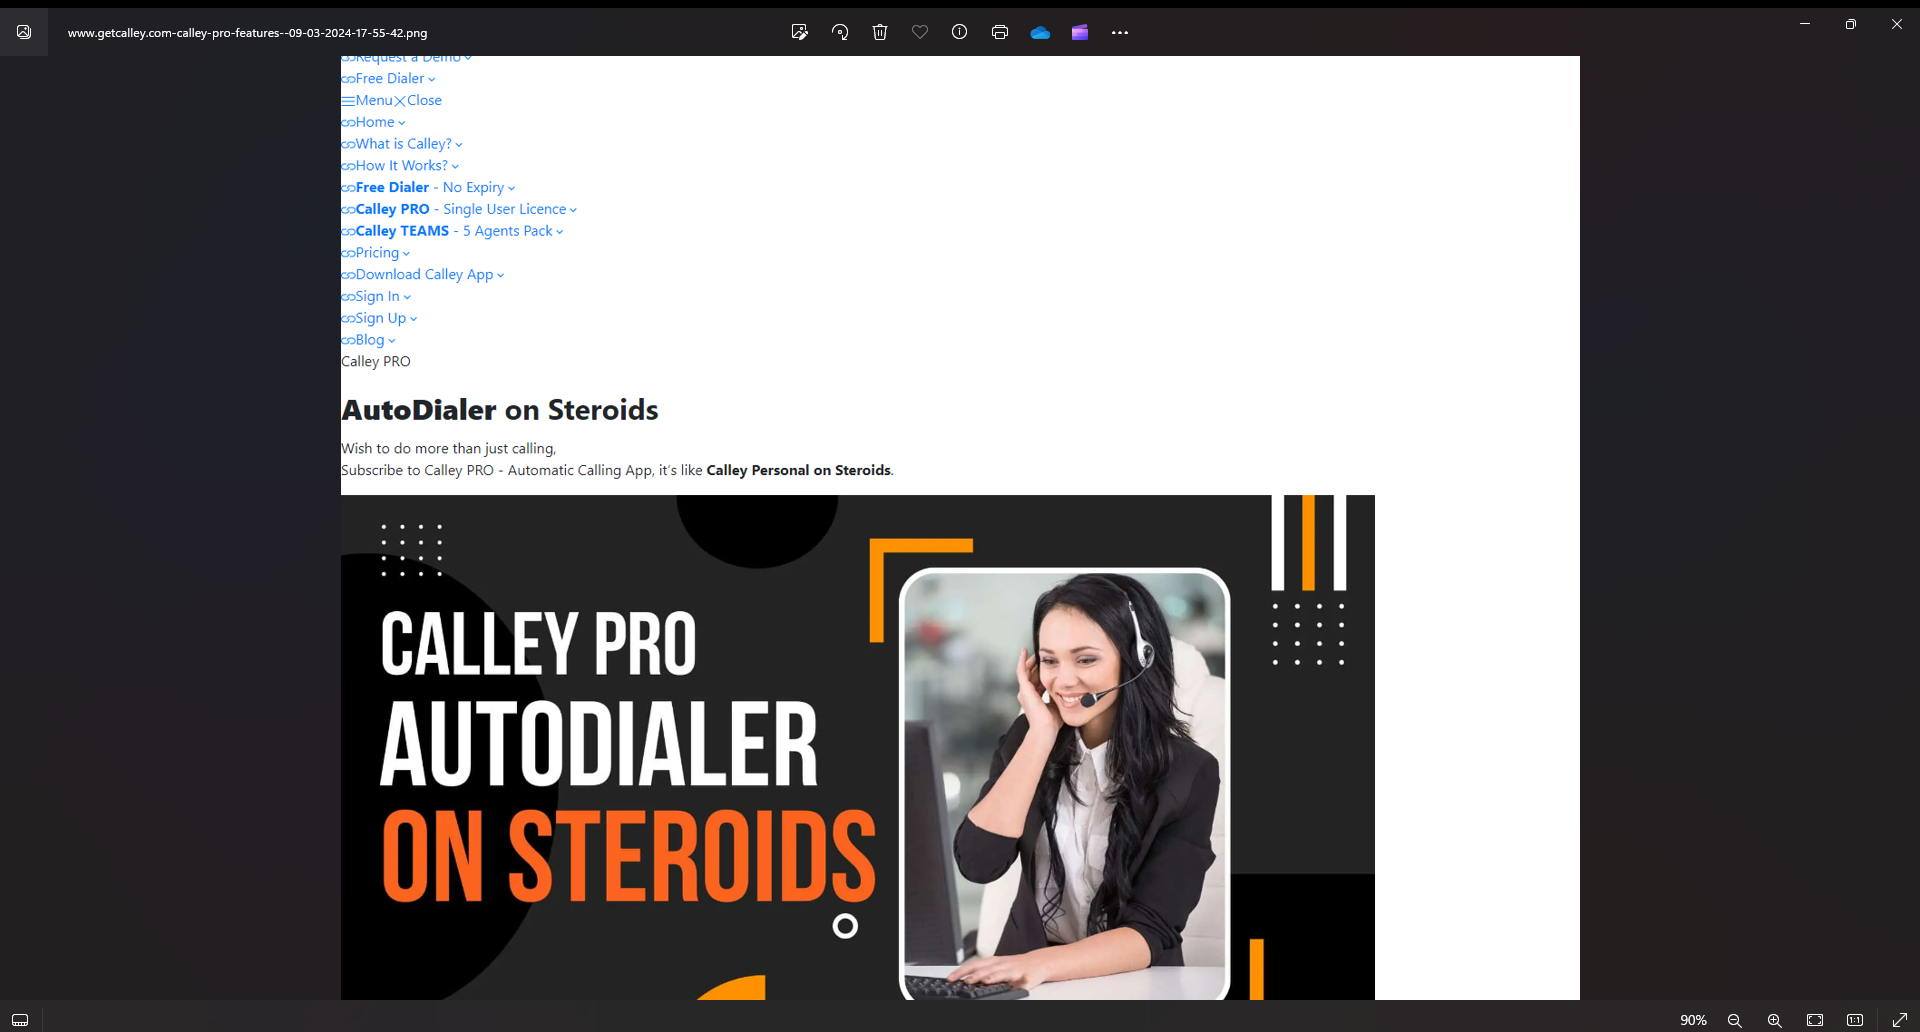 www.getcalley.com-calley-pro-features--09-03-2024-17-55-42.png
Request a Demo
Free Dialer
Menu Close
Home
What is Calley?
How It Works?
Free Dialer - No Expiry
Calley PRO - Single User Licence
Calley TEAMS - 5 Agents Pack
Pricing
Download Calley App
Sign In
Sign Up
Blog
Calley PRO
AutoDialer on Steroids
Wish to do more than just calling,
Subscribe to Calley PRO - Automatic Calling App, it's like Calley Personal on Steroids.
CALLEY PRO
AUTODIALER
ON STEROIDS
90%
1:1